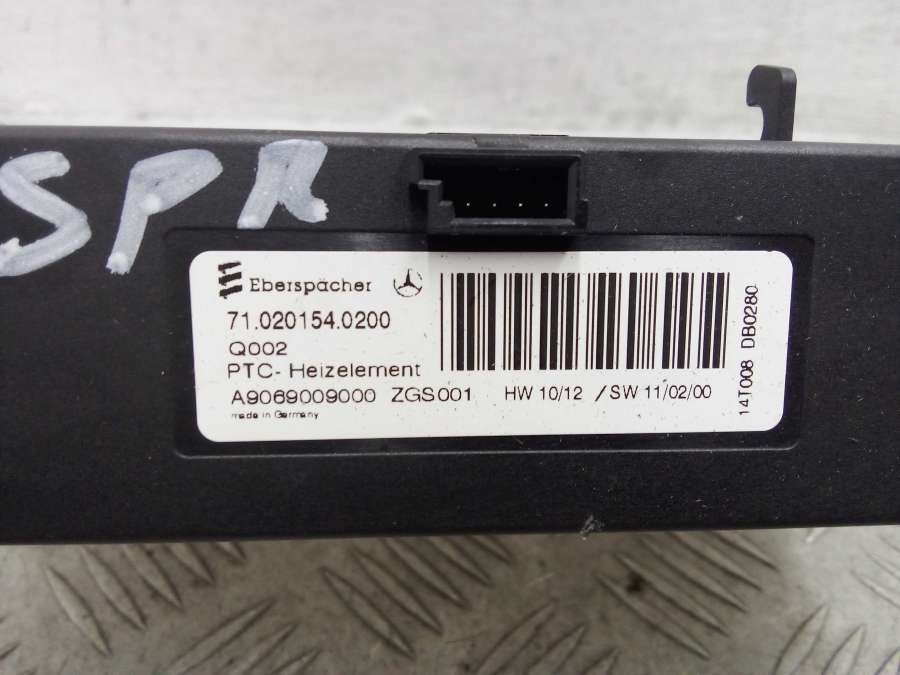 SPR
Eberspächer
71.020154.0200
Q002
PTC- Heizelement
A9069009000 ZGS001 HW 10/12 / SW 11/02/00
made in Germany
14T008 DB0280